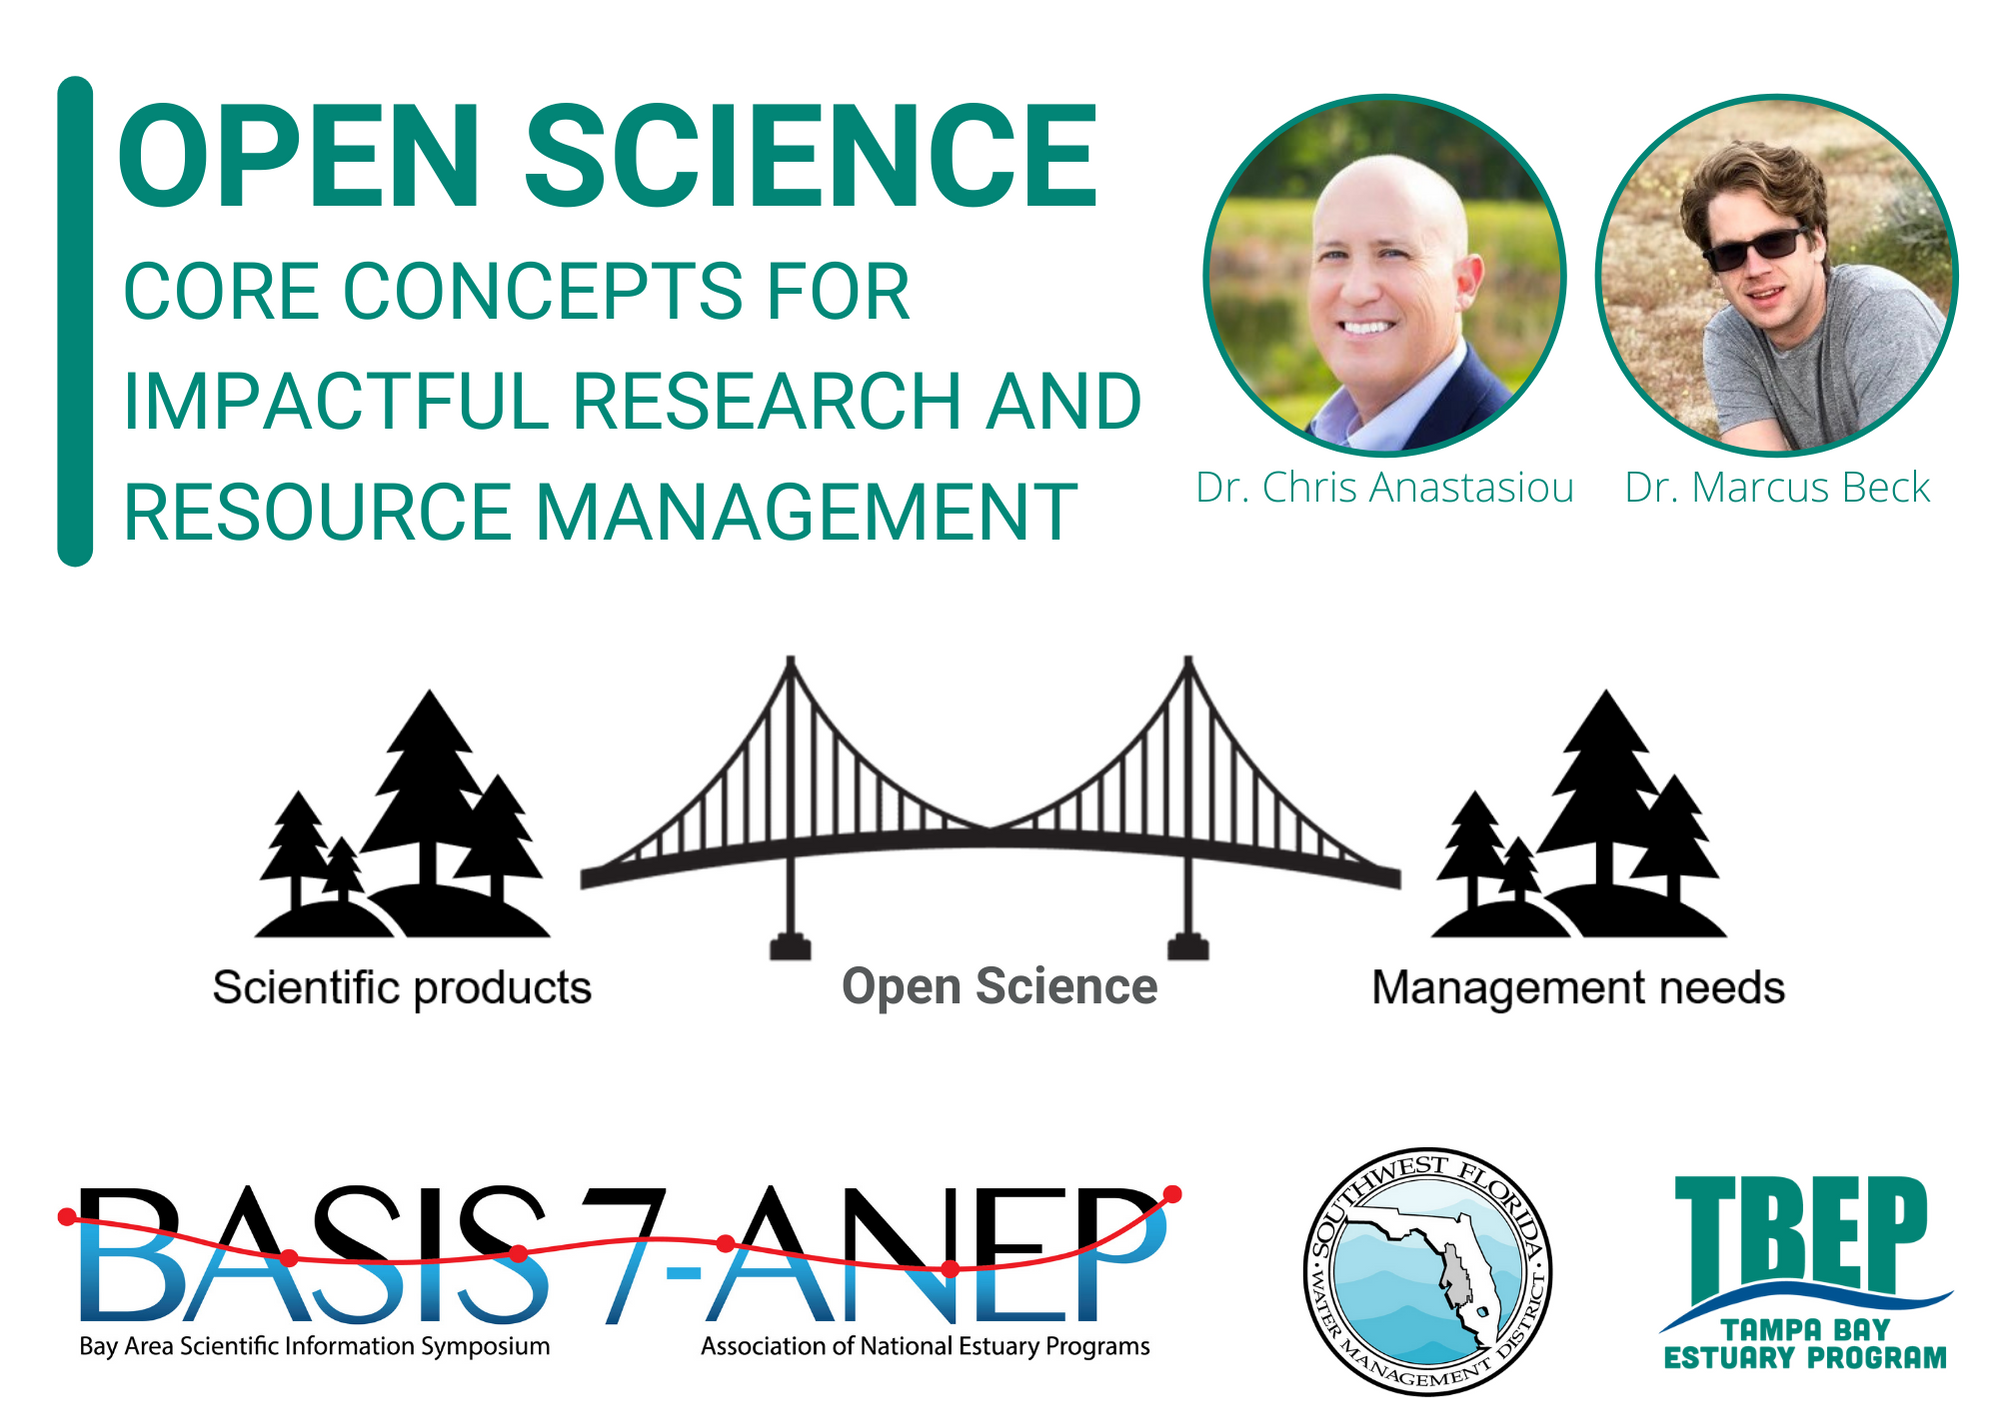 OPEN SCIENCE
CORE CONCEPTS FOR
IMPACTFUL RESEARCH AND
RESOURCE MANAGEMENT
Dr. Chris Anastasiou
Dr. Marcus Beck
Scientific products
Open Science
Management needs
BASIS 7-ANEP
Bay Area Scientific Information Symposium
Association of National Estuary Programs
SOUTHWEST FLORIDA
• WATER MANAGEMENT DISTRICT •
TBEP
TAMPA BAY
ESTUARY PROGRAM